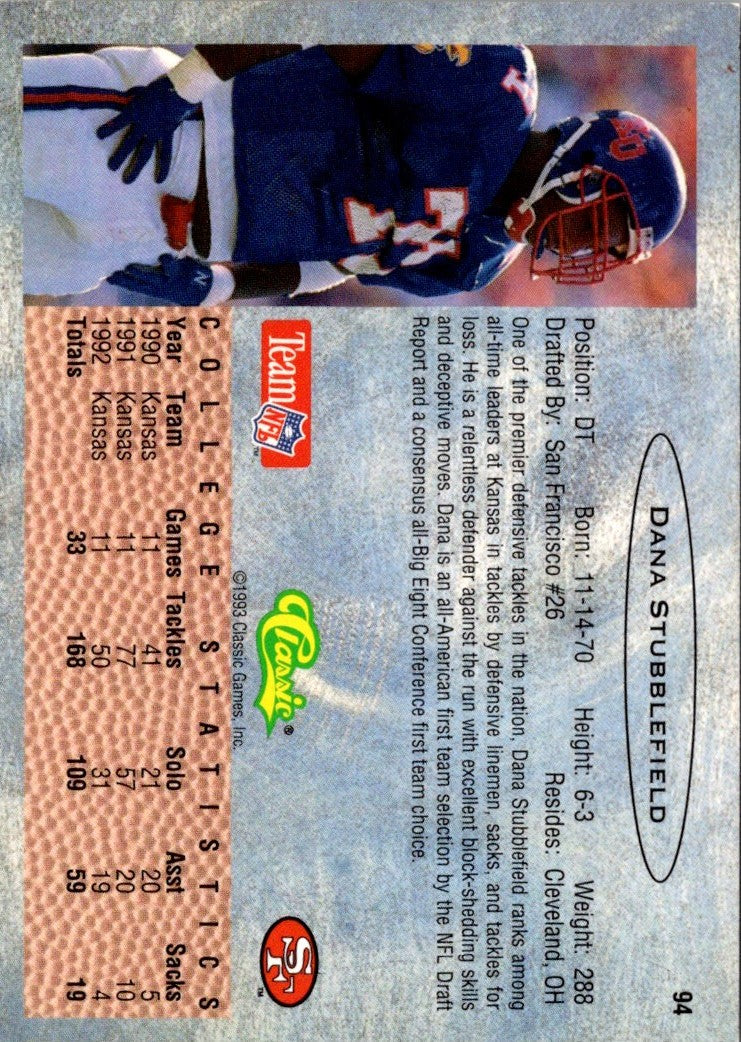 94
DANA STUBBLEFIELD
Position: DT Born: 11-14-70 Height: 6-3 Weight: 288
Drafted By: San Francisco #26 Resides: Cleveland, OH
One of the premier defensive tackles in the nation, Dana Stubblefield ranks among
all-time leaders at Kansas in tackles by defensive linemen, sacks, and tackles for
loss. He is a relentless defender against the run with excellent block-shedding skills
and deceptive moves. Dana is an all-American first team selection by the NFL Draft
Report and a consensus all-Big Eight Conference first team choice.
Team NFL™
Classic®
SF™
©1993 Classic Games, Inc.
COLLEGE STATISTICS
Year Team Games Tackles Solo Asst Sacks
1990 Kansas 11 41 21 20 5
1991 Kansas 11 77 57 20 10
1992 Kansas 11 50 31 19 4
Totals 33 168 109 59 19